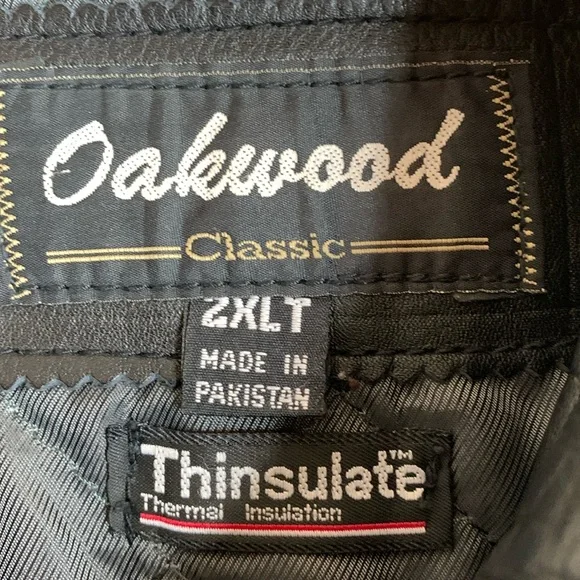 Oakwood
Classic
2XLT
MADE IN
PAKISTAN
Thinsulate™
Thermal Insulation